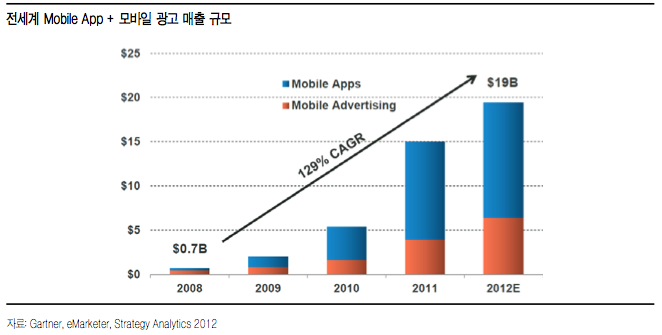 전세계 Mobile App + 모바일 광고 매출 규모
$25
$20
$15
$10
$5
$0
Mobile Apps
Mobile Advertising
129% CAGR
$0.7B
$19B
2008
2009
2010
2011
2012E
자료: Gartner, eMarketer, Strategy Analytics 2012